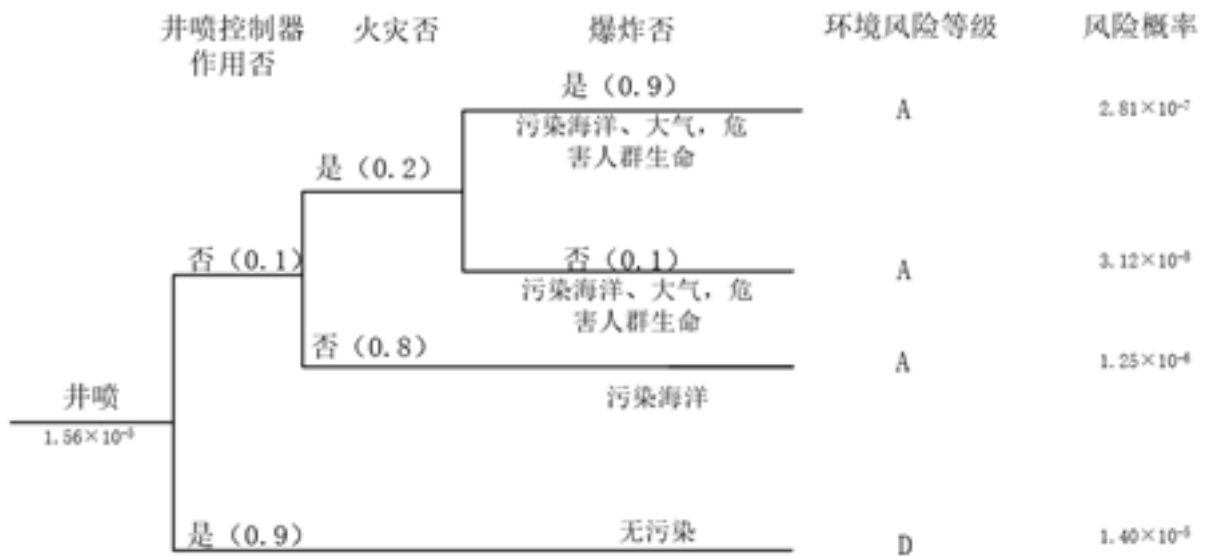 井喷控制器 火灾否 爆炸否 环境风险等级 风险概率
作用否
是（0.9）
A 2.81×10⁻⁷
污染海洋、大气，危
害人群生命
是（0.2）
否（0.1） 否（0.1） 3.12×10⁻⁸
A
污染海洋、大气，危
害人群生命
否（0.8） A 1.25×10⁻⁶
井喷 污染海洋
1.56×10⁻⁵
是（0.9） 无污染 D 1.40×10⁻⁵